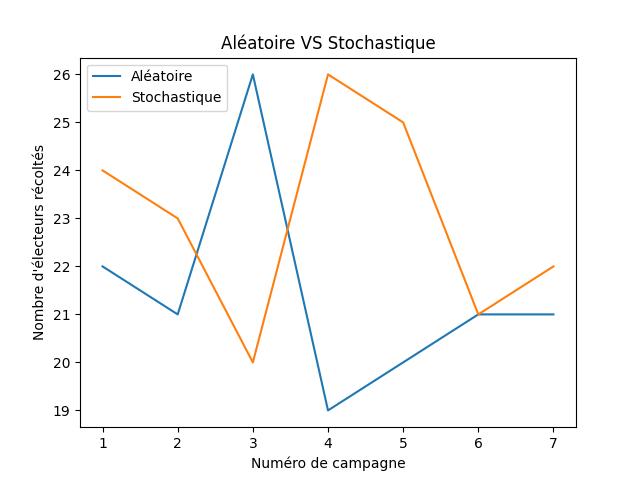 Aléatoire VS Stochastique
Aléatoire
Stochastique
26
25
24
23
22
21
20
19
Nombre d'électeurs récoltés
1 2 3 4 5 6 7
Numéro de campagne